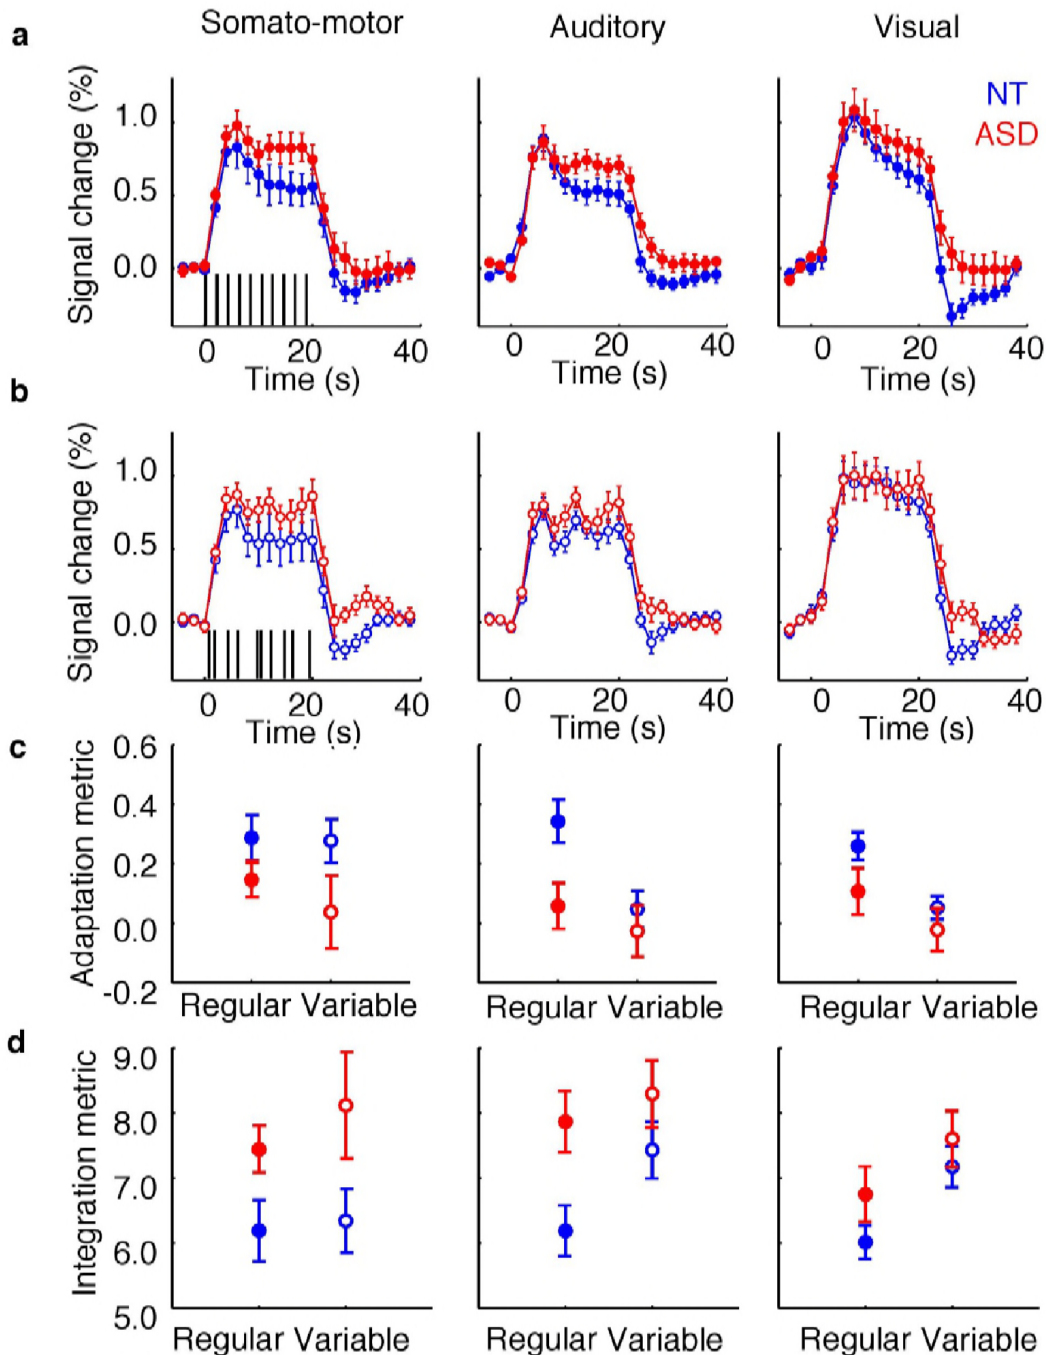 a
Somato-motor
Auditory
Visual
NT
ASD
Signal change (%)
1.0
0.5
0.0
0 20 40
Time (s)
0 20 40
Time (s)
0 20 40
Time (s)
b
Signal change (%)
1.0
0.5
0.0
0 20 40
Time (s)
0 20 40
Time (s)
0 20 40
Time (s)
c
Adaptation metric
0.6
0.4
0.2
0.0
-0.2
Regular Variable
Regular Variable
Regular Variable
d
Integration metric
9.0
8.0
7.0
6.0
5.0
Regular Variable
Regular Variable
Regular Variable